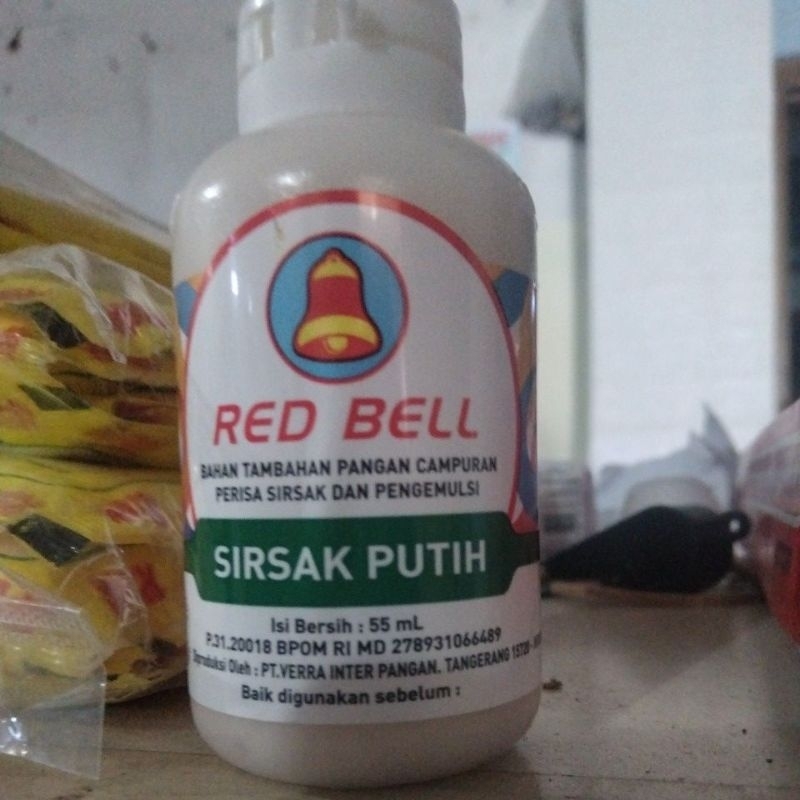 RED BELL
BAHAN TAMBAHAN PANGAN CAMPURAN
PERISA SIRSAK DAN PENGEMULSI
SIRSAK PUTIH
Isi Bersih : 55 mL
P.31.20018 BPOM RI MD 278931066489
Diproduksi Oleh : PT.VERRA INTER PANGAN. TANGERANG 15720
Baik digunakan sebelum :